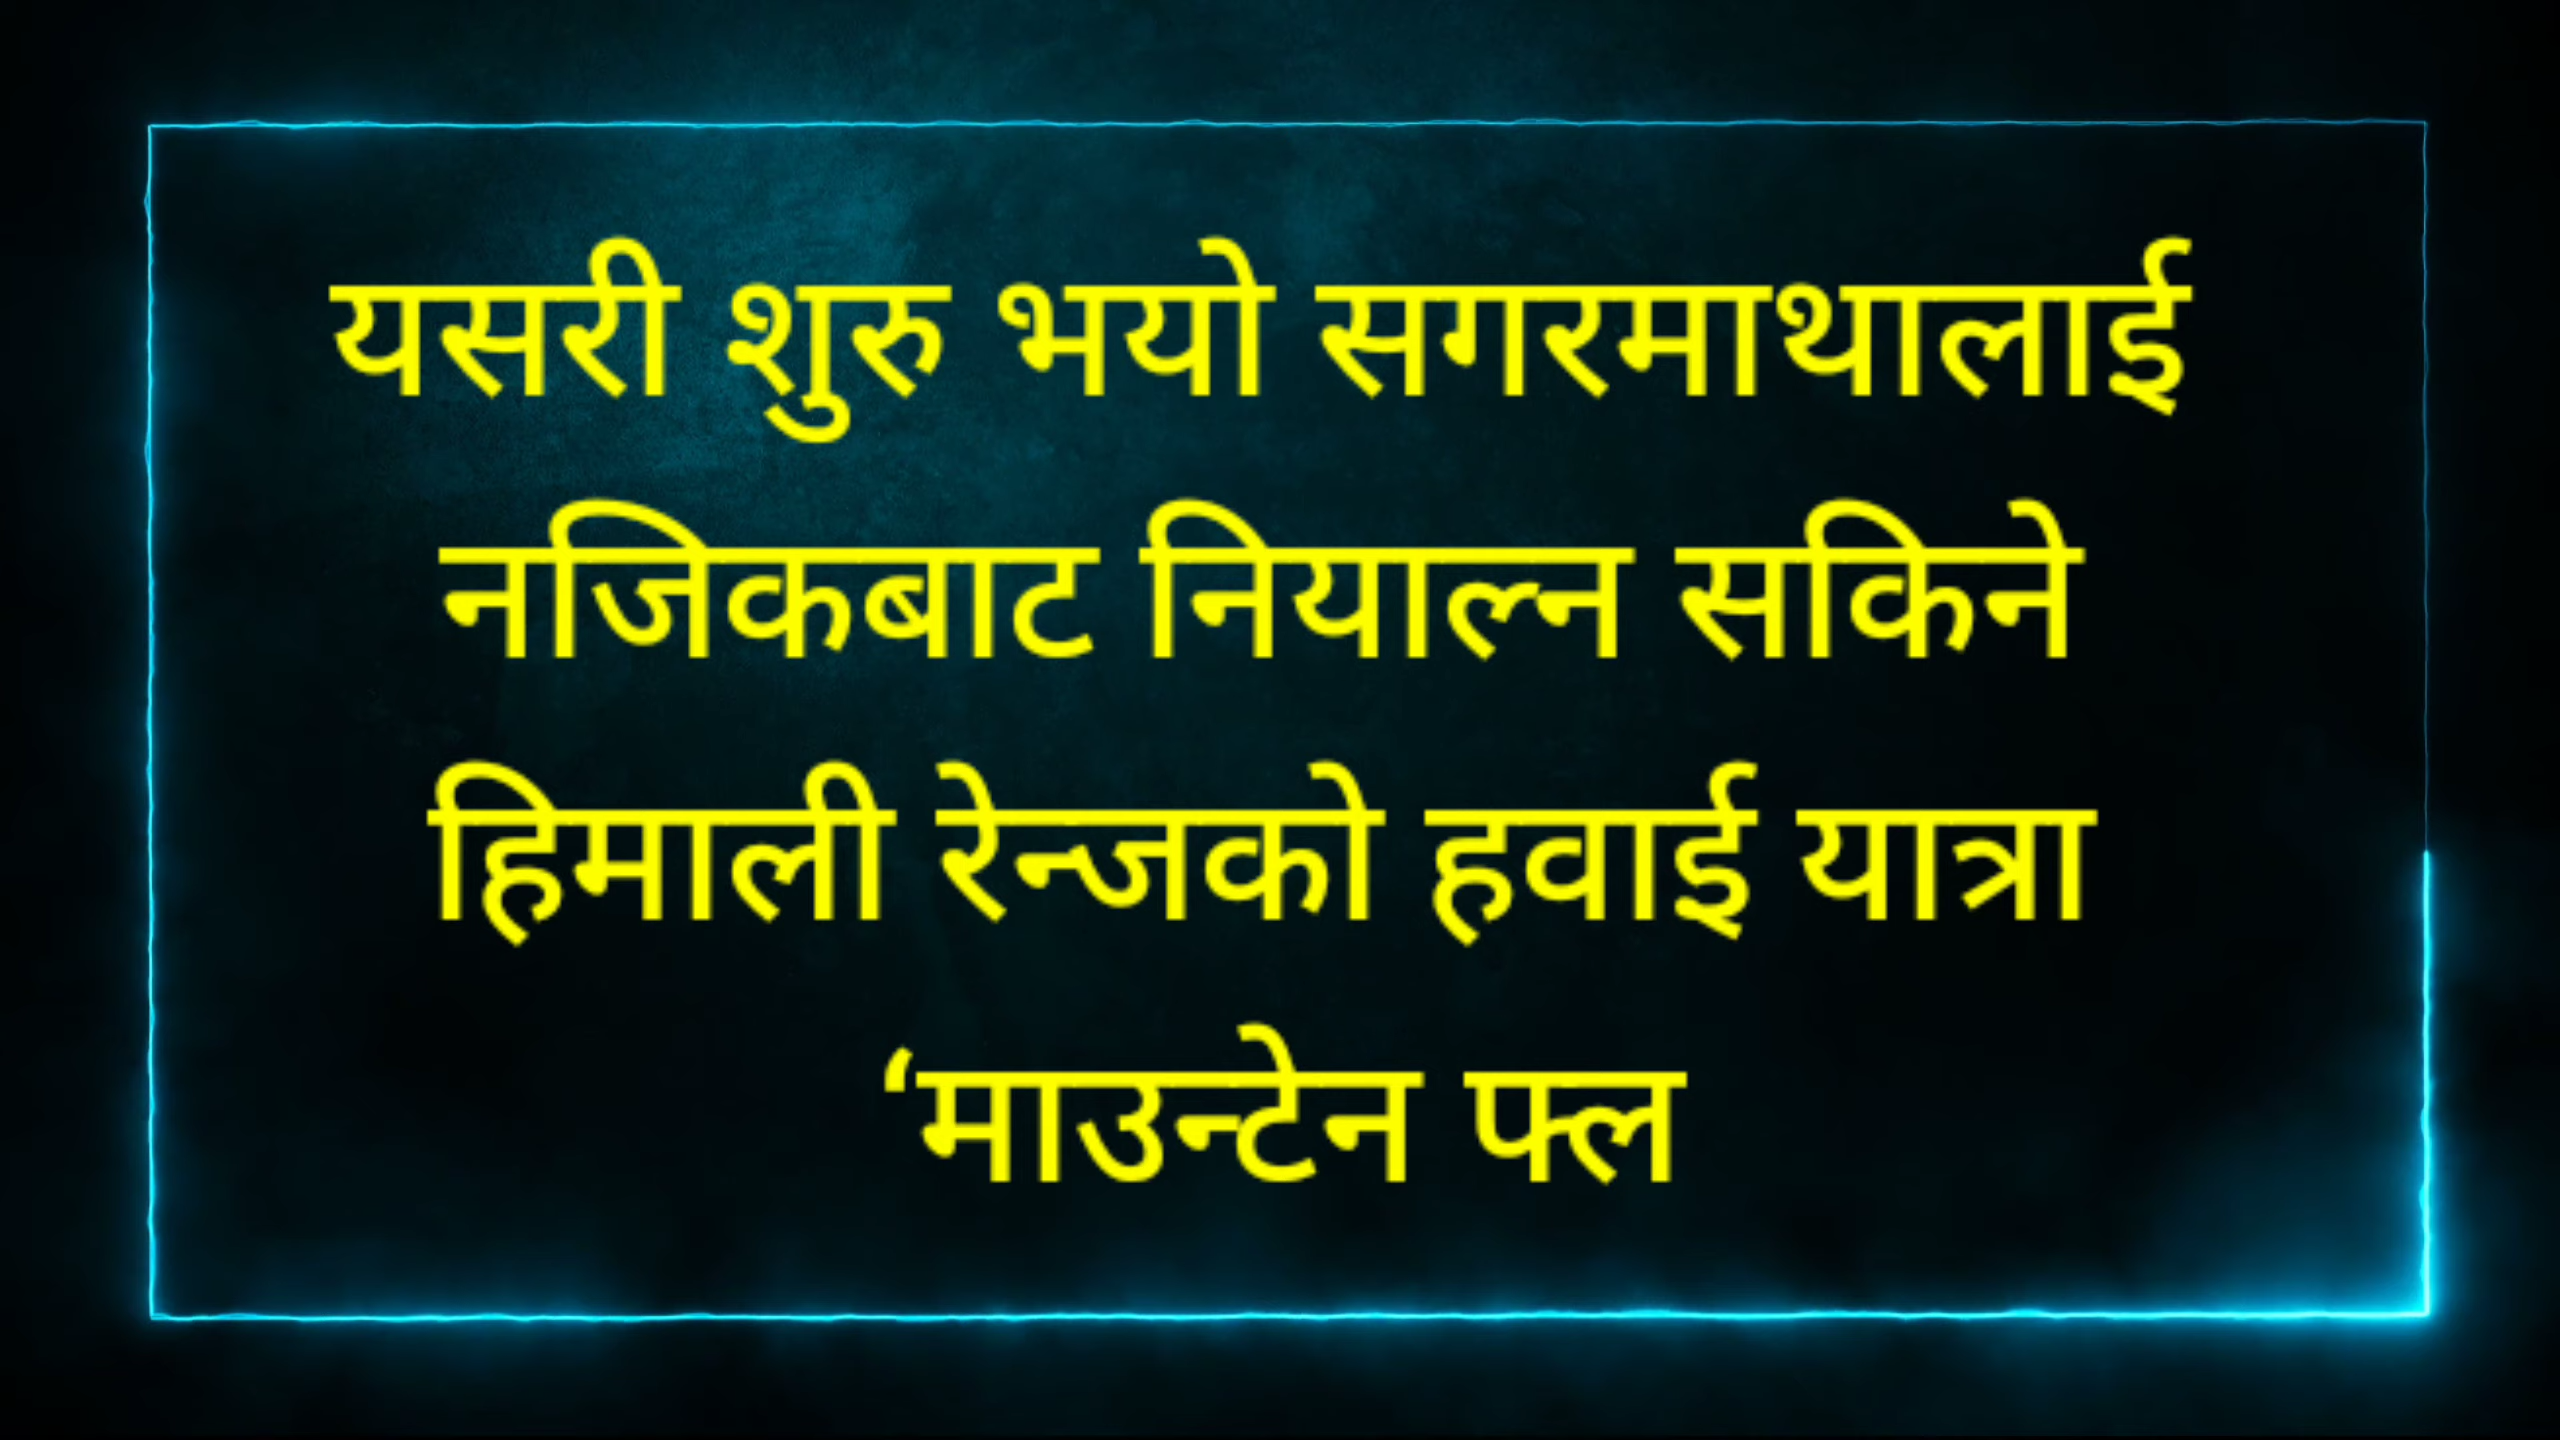 यसरी शुरु भयो सगरमाथालाई
नजिकबाट नियाल्न सकिने
हिमाली रेन्जको हवाई यात्रा
‘माउन्टेन फ्ल